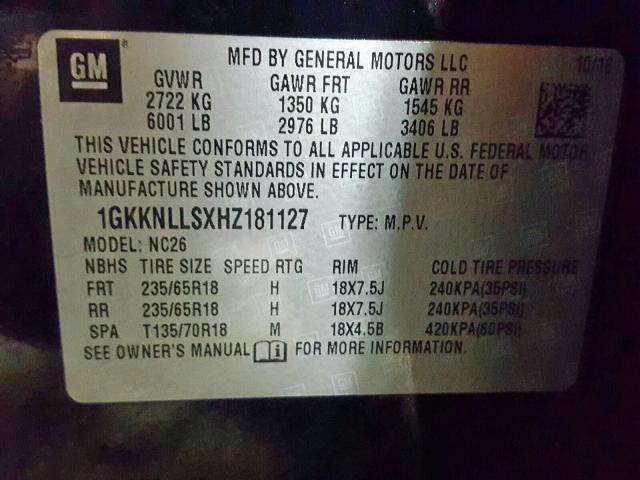 GM
MFD BY GENERAL MOTORS LLC
10/16
GVWR GAWR FRT GAWR RR
2722 KG 1350 KG 1545 KG
6001 LB 2976 LB 3406 LB
THIS VEHICLE CONFORMS TO ALL APPLICABLE U.S. FEDERAL MOTOR
VEHICLE SAFETY STANDARDS IN EFFECT ON THE DATE OF
MANUFACTURE SHOWN ABOVE.
1GKKNLLSXHZ181127 TYPE: M.P.V.
MODEL: NC26
NBHS TIRE SIZE SPEED RTG RIM COLD TIRE PRESSURE
FRT 235/65R18 H 18X7.5J 240KPA(35PSI)
RR 235/65R18 H 18X7.5J 240KPA(35PSI)
SPA T135/70R18 M 18X4.5B 420KPA(60PSI)
SEE OWNER'S MANUAL FOR MORE INFORMATION.